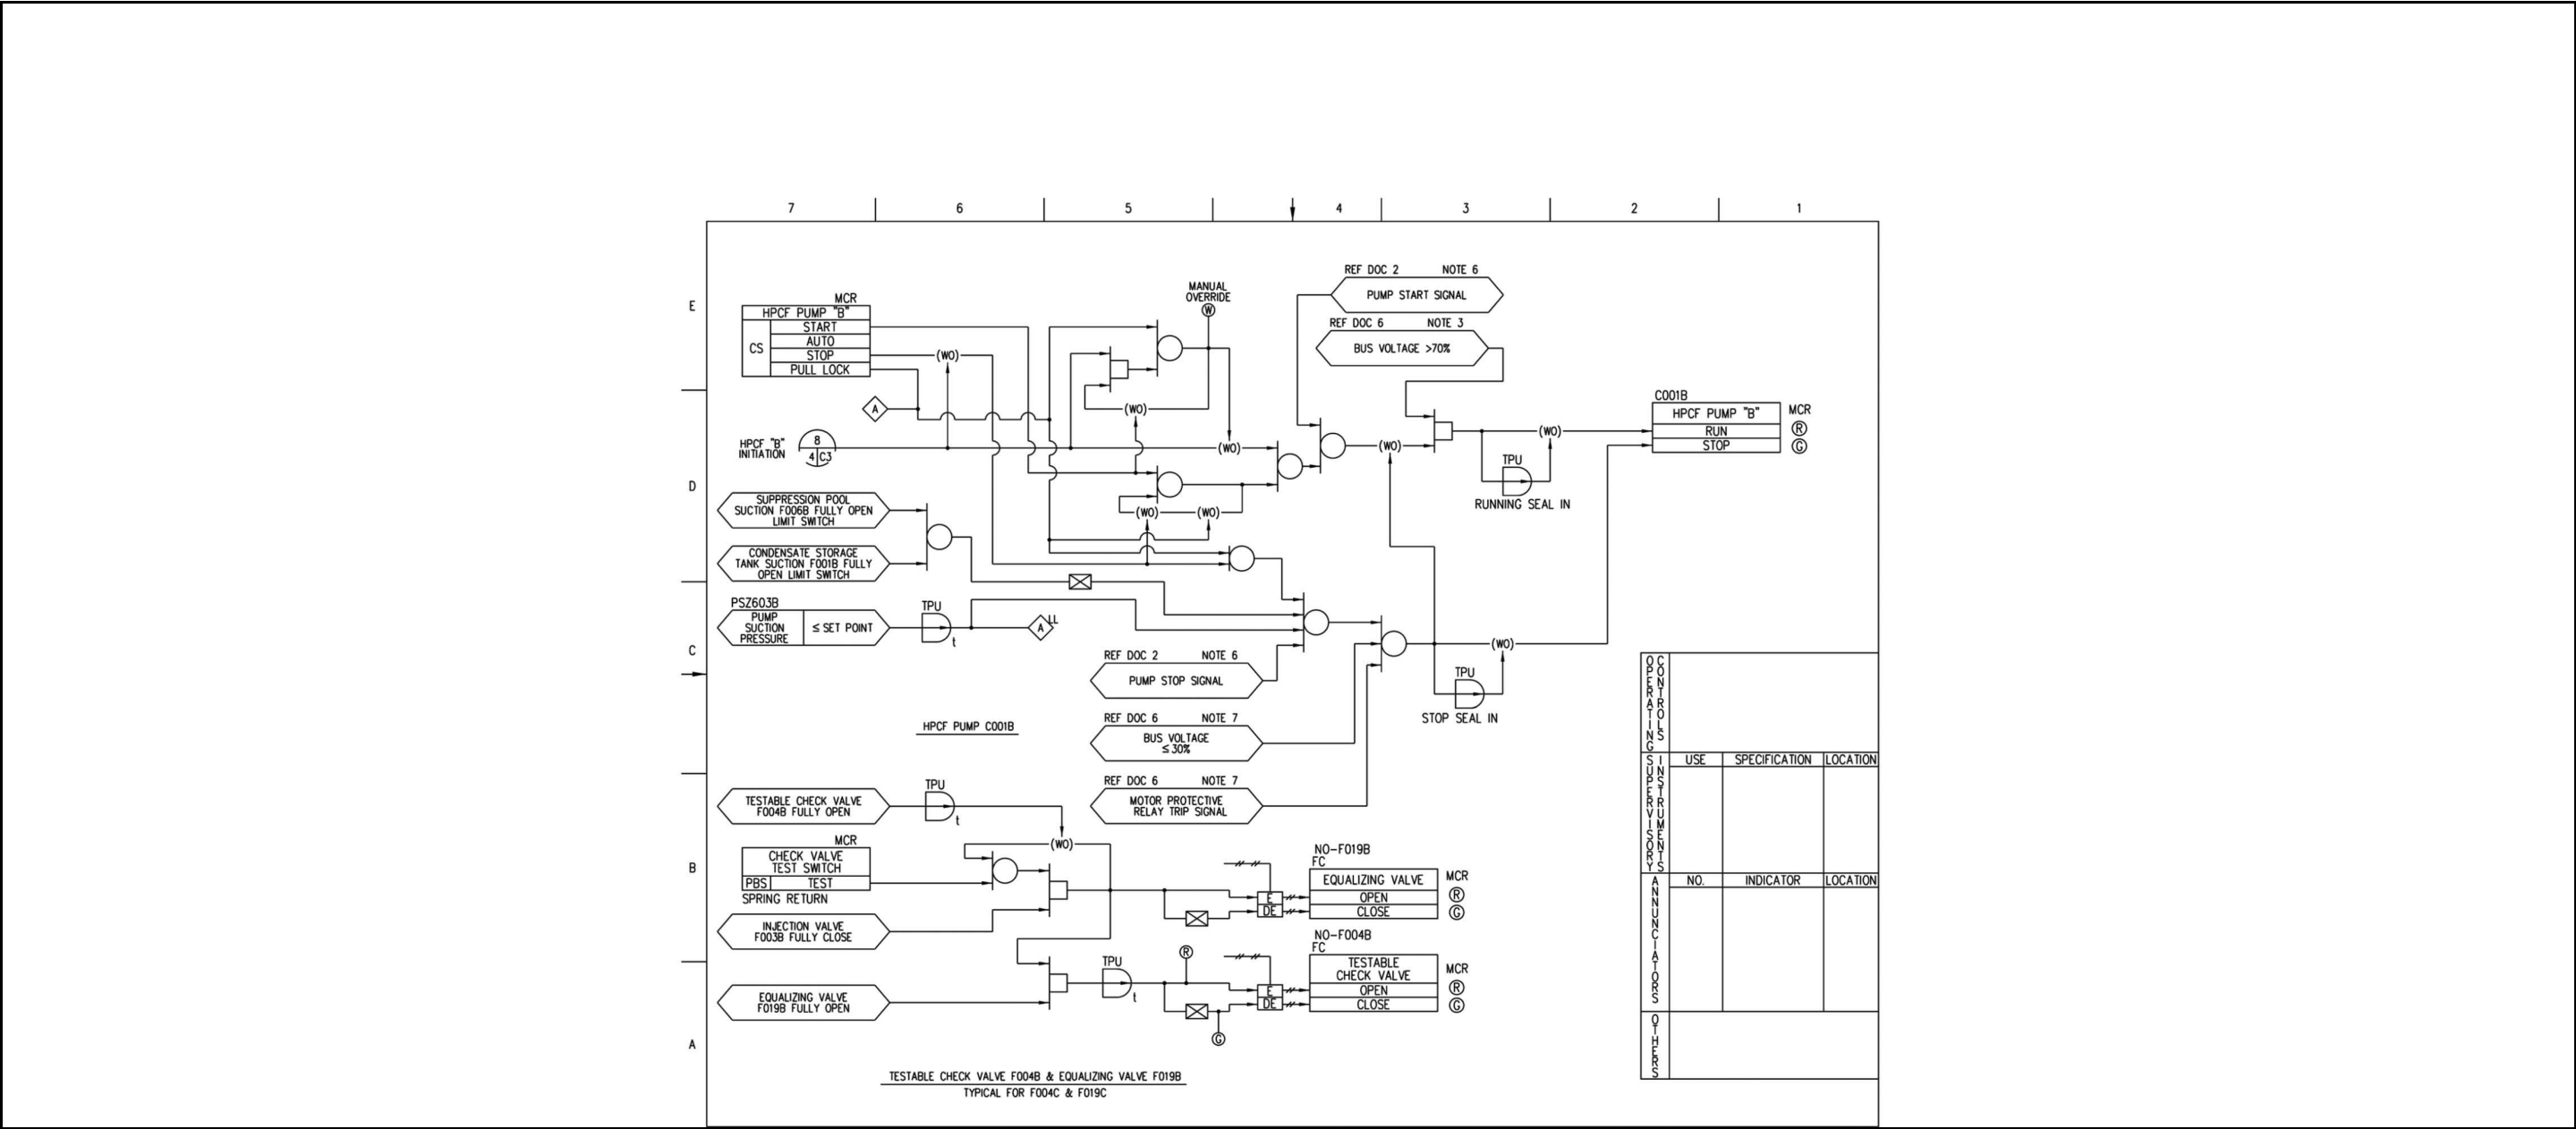 7 6 5 4 3 2 1
E
D
C
B
A
MCR
HPCF PUMP "B"
CS
START
AUTO
STOP
PULL LOCK
(WO)
A
HPCF "B"
INITIATION
8
4 C3
MANUAL
OVERRIDE
W
(WO)
(WO)
(WO)
(WO)
REF DOC 2 NOTE 6
PUMP START SIGNAL
REF DOC 6 NOTE 3
BUS VOLTAGE >70%
(WO)
(WO)
TPU
RUNNING SEAL IN
C001B
HPCF PUMP "B"
RUN
STOP
MCR
R
G
SUPPRESSION POOL
SUCTION F006B FULLY OPEN
LIMIT SWITCH
CONDENSATE STORAGE
TANK SUCTION F001B FULLY
OPEN LIMIT SWITCH
PSZ603B
PUMP
SUCTION
PRESSURE
≤ SET POINT
TPU
t
A
LL
REF DOC 2 NOTE 6
PUMP STOP SIGNAL
REF DOC 6 NOTE 7
BUS VOLTAGE
≤ 30%
REF DOC 6 NOTE 7
MOTOR PROTECTIVE
RELAY TRIP SIGNAL
(WO)
TPU
STOP SEAL IN
HPCF PUMP C001B
TESTABLE CHECK VALVE
F004B FULLY OPEN
TPU
t
(WO)
MCR
CHECK VALVE
TEST SWITCH
PBS TEST
SPRING RETURN
INJECTION VALVE
F003B FULLY CLOSE
EQUALIZING VALVE
F019B FULLY OPEN
TPU
t
R
G
E
DE
NO-F019B
FC
EQUALIZING VALVE
OPEN
CLOSE
MCR
R
G
E
DE
NO-F004B
FC
TESTABLE
CHECK VALVE
OPEN
CLOSE
MCR
R
G
TESTABLE CHECK VALVE F004B & EQUALIZING VALVE F019B
TYPICAL FOR F004C & F019C
OPERATING
CONTROLS
SUPERVISORY
INSTRUMENTS
USE SPECIFICATION LOCATION
ANNUNCIATORS
NO. INDICATOR LOCATION
OTHERS